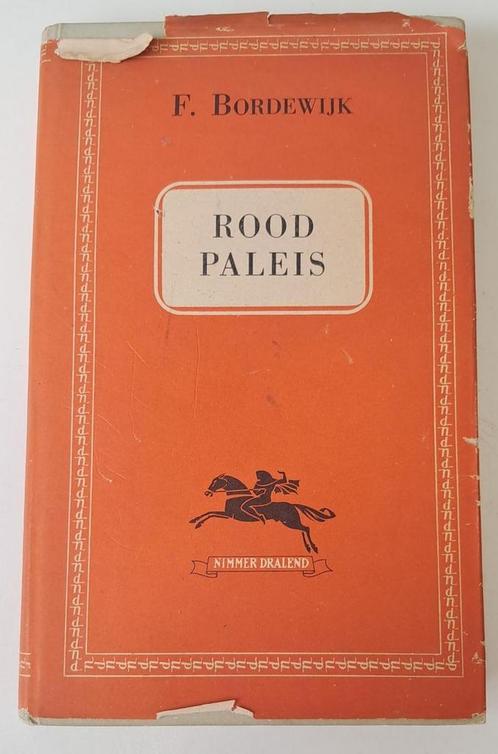 F. BORDEWIJK
ROOD
PALEIS
NIMMER DRALEND